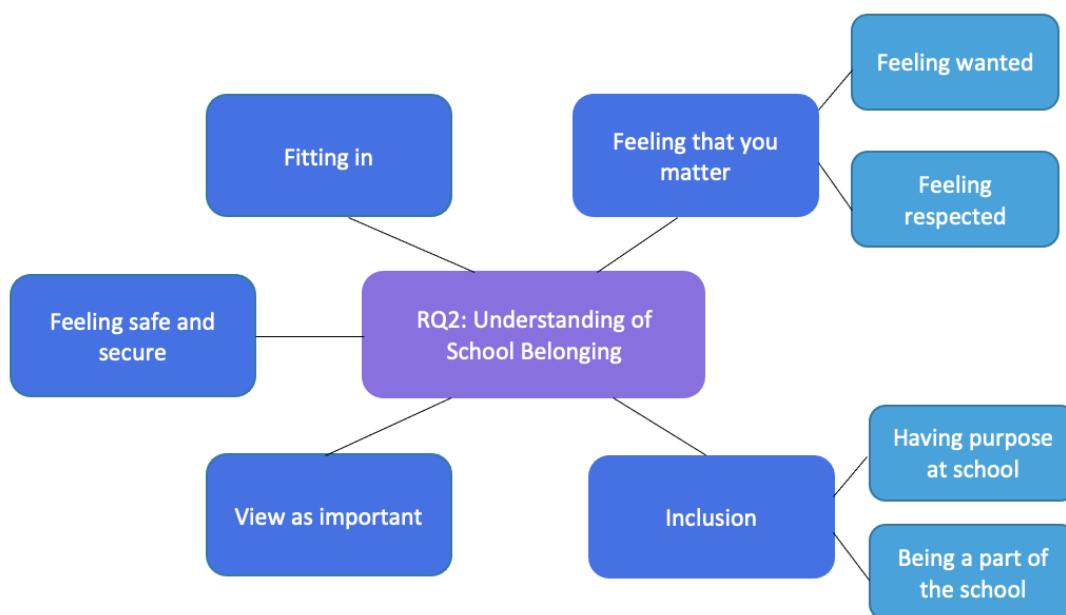 Feeling wanted
Fitting in
Feeling that you
matter
Feeling
respected
Feeling safe and
secure
RQ2: Understanding of
School Belonging
View as important
Inclusion
Having purpose
at school
Being a part of
the school